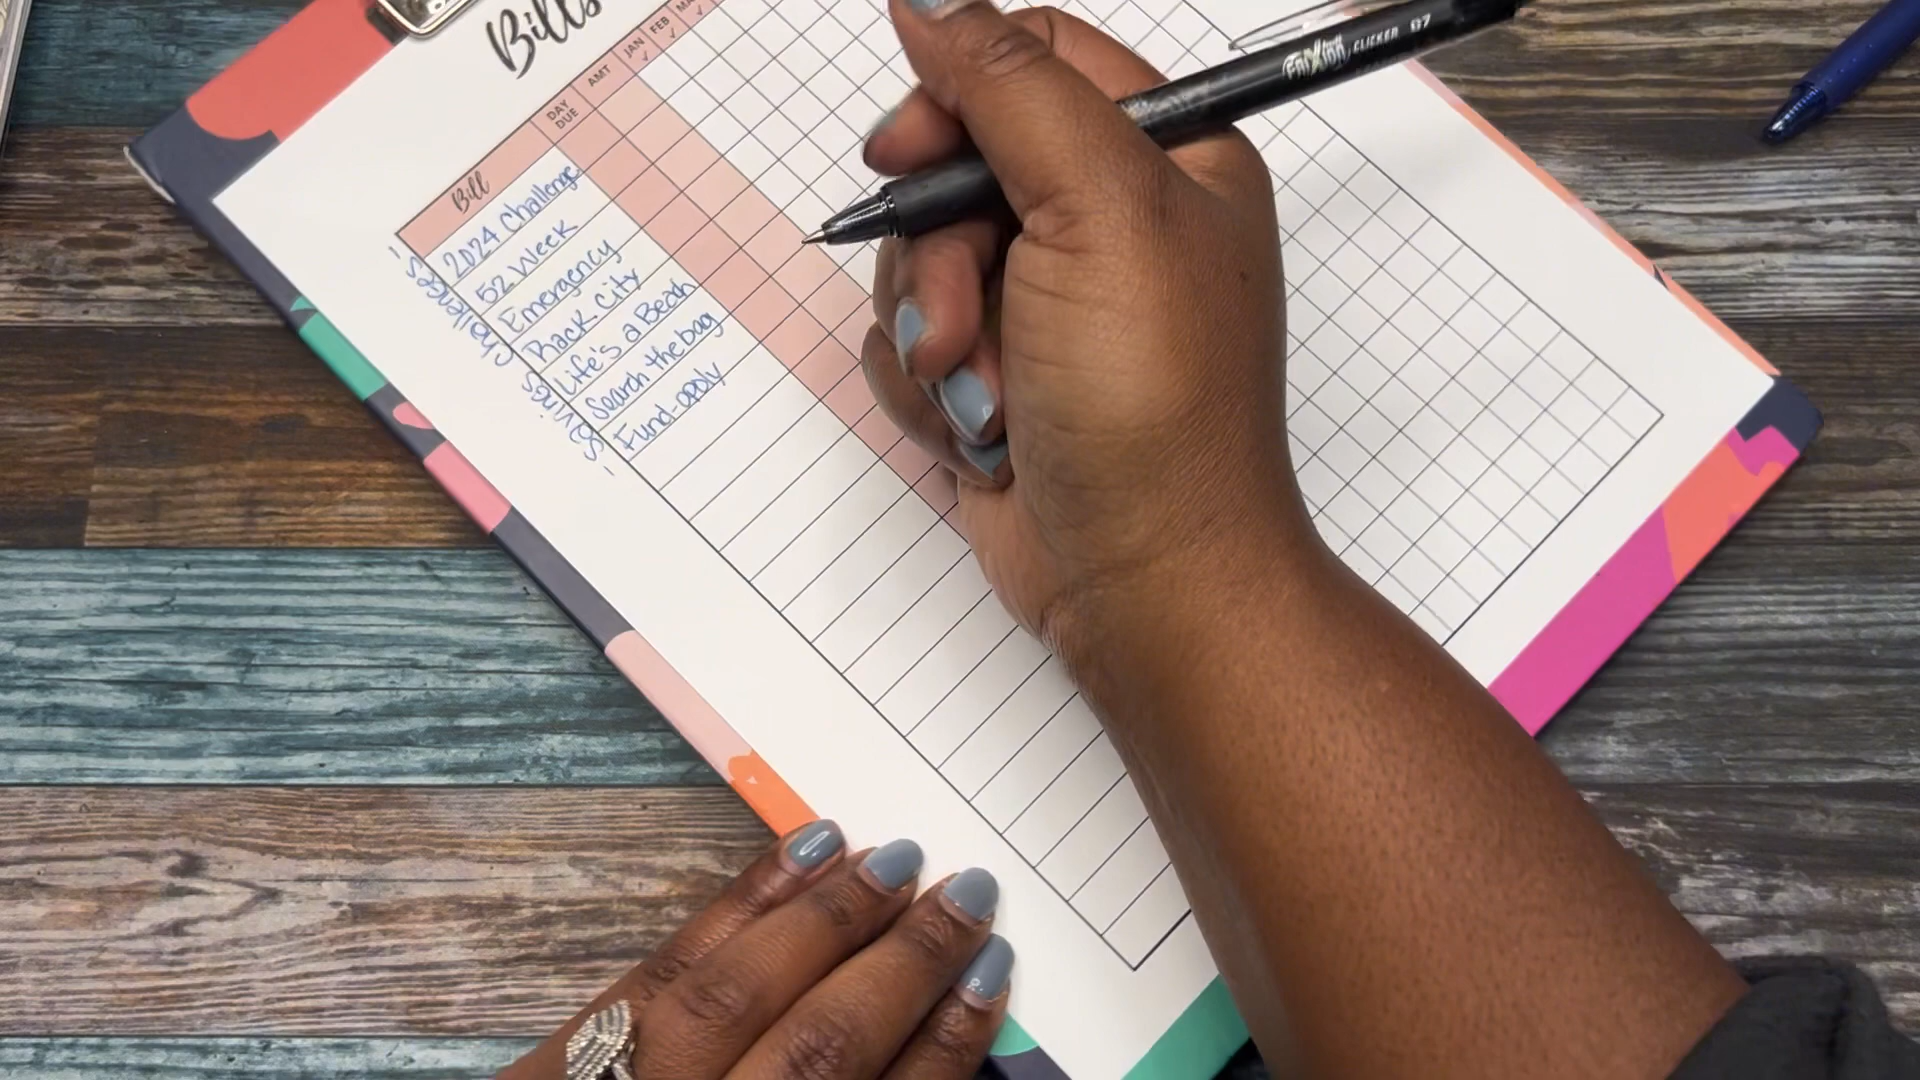 Bills
Bill
DAY DUE
AMT
JAN ✓
FEB ✓
✓
2024 Challenge
52 Week
Emergency
Rack City
Life's a Beach
Search the bag
Fund-opoly
- Savings Challenges -
FriXion CLICKER 07